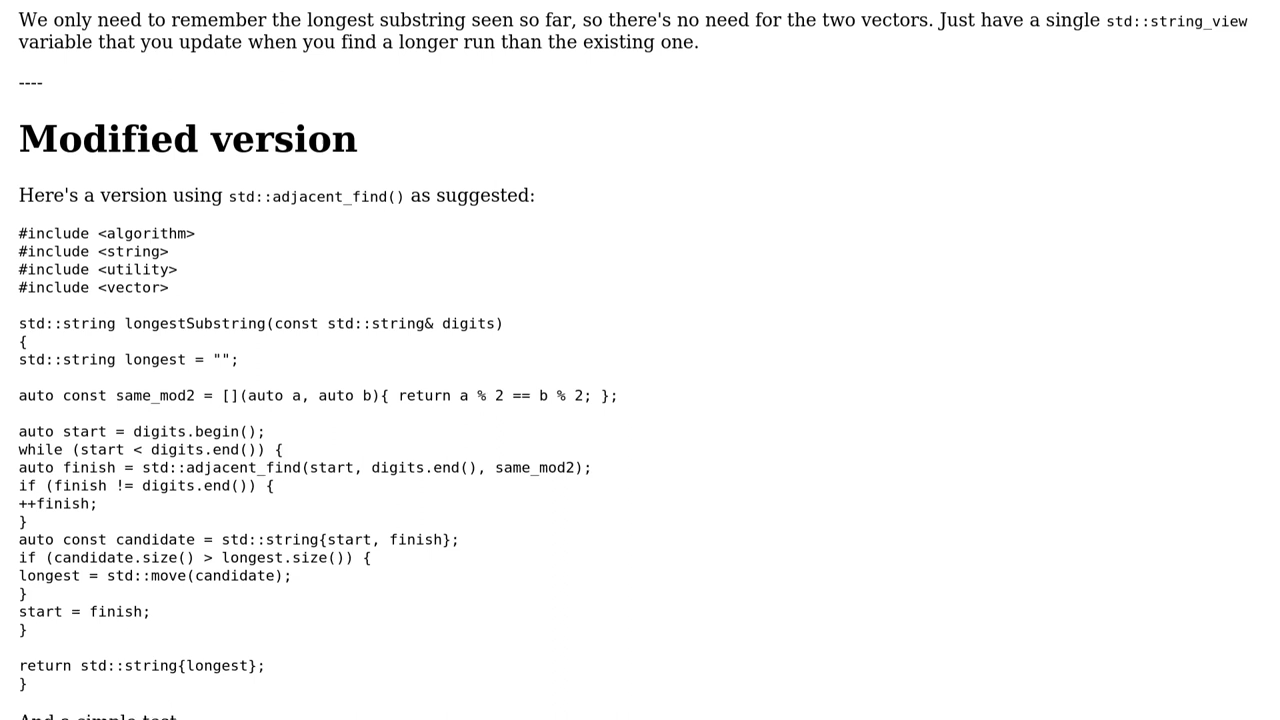 We only need to remember the longest substring seen so far, so there's no need for the two vectors. Just have a single std::string_view
variable that you update when you find a longer run than the existing one.
----
Modified version
Here's a version using std::adjacent_find() as suggested:
#include <algorithm>
#include <string>
#include <utility>
#include <vector>
std::string longestSubstring(const std::string& digits)
{
std::string longest = "";
auto const same_mod2 = [](auto a, auto b){ return a % 2 == b % 2; };
auto start = digits.begin();
while (start < digits.end()) {
auto finish = std::adjacent_find(start, digits.end(), same_mod2);
if (finish != digits.end()) {
++finish;
}
auto const candidate = std::string{start, finish};
if (candidate.size() > longest.size()) {
longest = std::move(candidate);
}
start = finish;
}
return std::string{longest};
}
And a simple test